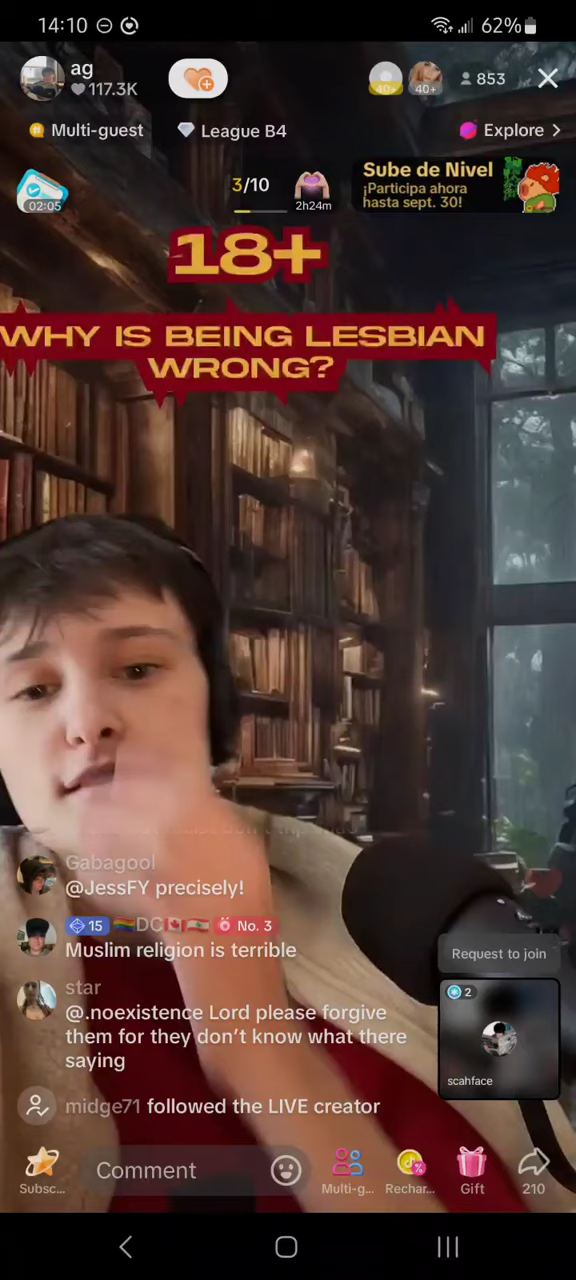 14:10
62%
ag
117.3K
40+
40+
853
Multi-guest
League B4
Explore
02:05
3/10
2h24m
Sube de Nivel
¡Participa ahora
hasta sept. 30!
18+
WHY IS BEING LESBIAN
WRONG?
Gabagool
@JessFY precisely!
15
DC
No. 3
Muslim religion is terrible
star
@.noexistence Lord please forgive
them for they don't know what there
saying
midge71 followed the LIVE creator
Request to join
2
scahface
Comment
Subsc...
Multi-g...
Rechar...
Gift
210